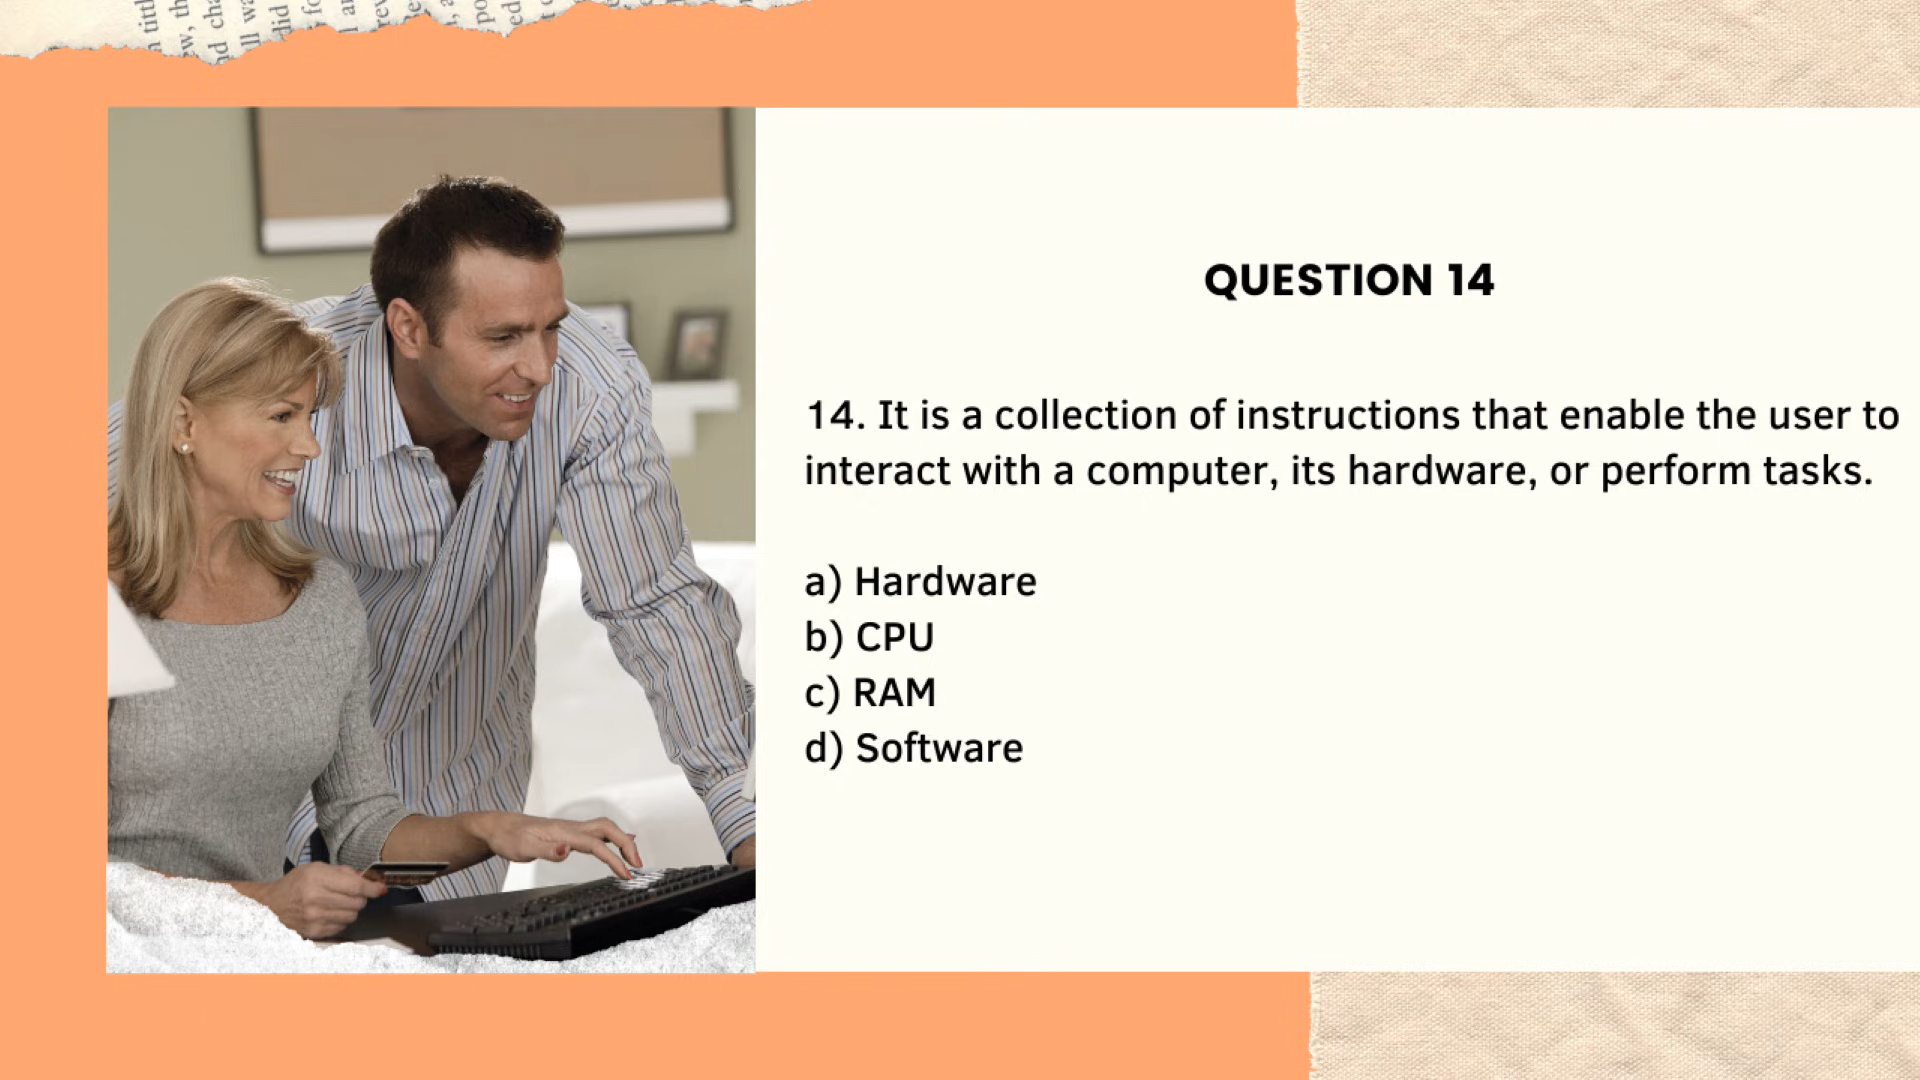 QUESTION 14
14. It is a collection of instructions that enable the user to
interact with a computer, its hardware, or perform tasks.
a) Hardware
b) CPU
c) RAM
d) Software